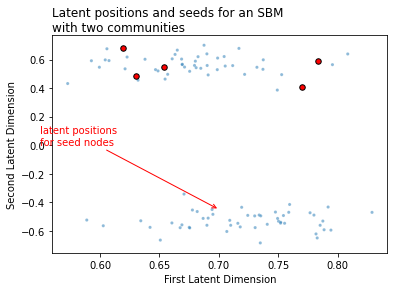 Latent positions and seeds for an SBM
with two communities
Second Latent Dimension
0.6
0.4
0.2
0.0
−0.2
−0.4
−0.6
latent positions
for seed nodes
0.60
0.65
0.70
0.75
0.80
First Latent Dimension